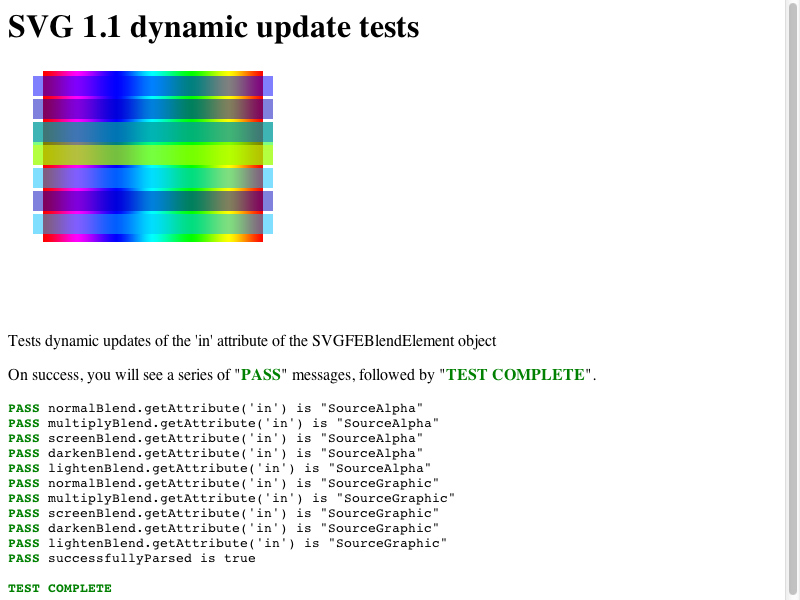 SVG 1.1 dynamic update tests
Tests dynamic updates of the 'in' attribute of the SVGFEBlendElement object
On success, you will see a series of "PASS" messages, followed by "TEST COMPLETE".
PASS normalBlend.getAttribute('in') is "SourceAlpha"
PASS multiplyBlend.getAttribute('in') is "SourceAlpha"
PASS screenBlend.getAttribute('in') is "SourceAlpha"
PASS darkenBlend.getAttribute('in') is "SourceAlpha"
PASS lightenBlend.getAttribute('in') is "SourceAlpha"
PASS normalBlend.getAttribute('in') is "SourceGraphic"
PASS multiplyBlend.getAttribute('in') is "SourceGraphic"
PASS screenBlend.getAttribute('in') is "SourceGraphic"
PASS darkenBlend.getAttribute('in') is "SourceGraphic"
PASS lightenBlend.getAttribute('in') is "SourceGraphic"
PASS successfullyParsed is true
TEST COMPLETE